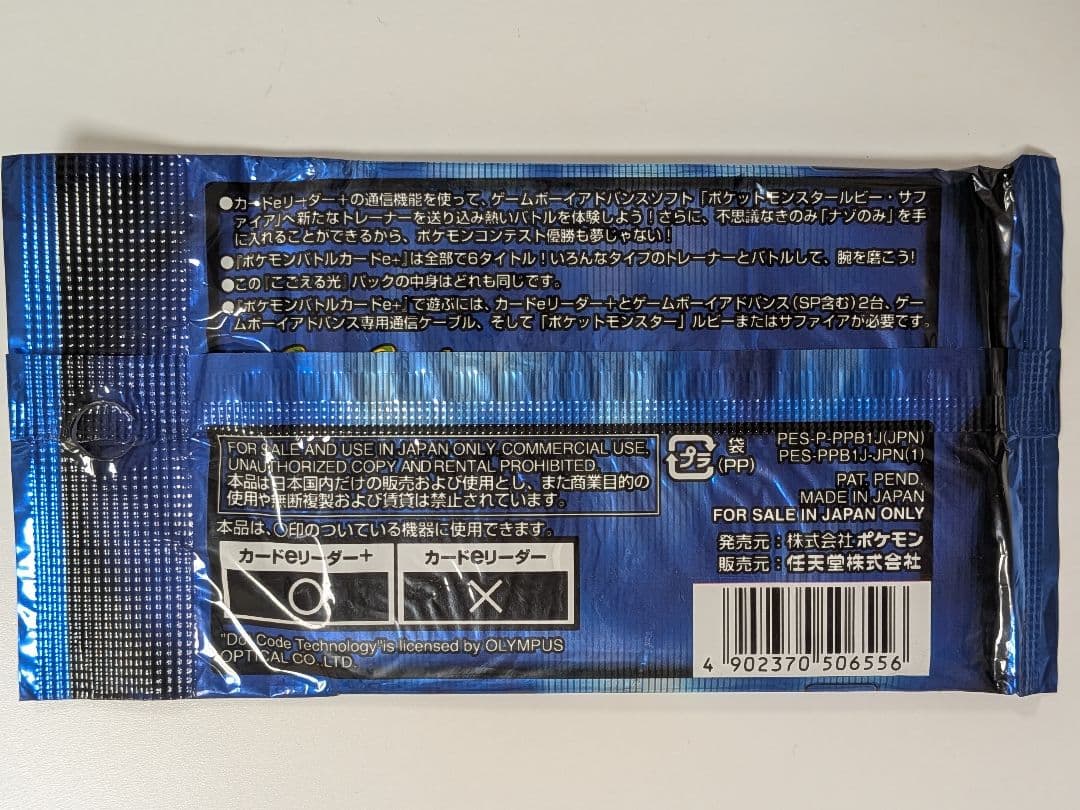 ●カードeリーダー+の通信機能を使って、ゲームボーイアドバンスソフト「ポケットモンスタールビー・サフ
ァイア」へ新たなトレーナーを送り込み熱いバトルを体験しよう！さらに、不思議なきのみ「ナゾのみ」を手
に入れることができるから、ポケモンコンテスト優勝も夢じゃない！
●『ポケモンバトルカードe+』は全部で6タイトル！いろんなタイプのトレーナーとバトルして、腕を磨こう！
●この『こごえる光』パックの中身はどれも同じです。
●『ポケモンバトルカードe+』で遊ぶには、カードeリーダー+とゲームボーイアドバンス(SP含む)2台、ゲー
ムボーイアドバンス専用通信ケーブル、そして「ポケットモンスター」ルビーまたはサファイアが必要です。
FOR SALE AND USE IN JAPAN ONLY. COMMERCIAL USE,
UNAUTHORIZED COPY AND RENTAL PROHIBITED.
本品は日本国内だけの販売および使用とし、また商業目的の
使用や無断複製および賃貸は禁止されています。
本品は、○印のついている機器に使用できます。
カードeリーダー+ カードeリーダー
○ ×
"Dot Code Technology" is licensed by OLYMPUS
OPTICAL CO., LTD.
プラ 袋
(PP)
PES-P-PPB1J(JPN)
PES-PPB1J-JPN(1)
PAT. PEND.
MADE IN JAPAN
FOR SALE IN JAPAN ONLY
発売元：株式会社ポケモン
販売元：任天堂株式会社
4 902370 506556